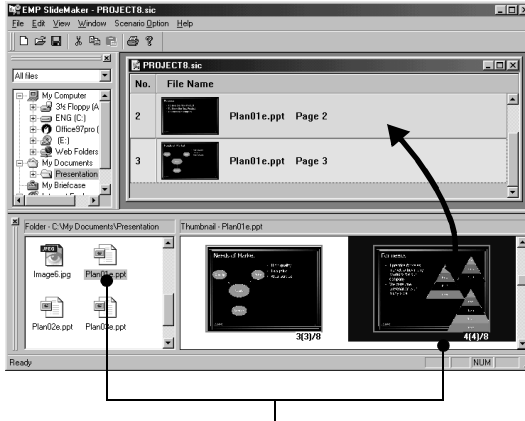 EMP SlideMaker - PROJECT8.sic
File Edit View Window Scenario Option Help
All files
My Computer
3½ Floppy (A
ENG (C:)
Office97pro (
(E:)
Web Folders
My Documents
Presentation
My Briefcase
PROJECT8.sic
No. File Name
2 Plan01e.ppt Page 2
3 Plan01e.ppt Page 3
Folder - C:\My Documents\Presentation
Thumbnail - Plan01e.ppt
JPEG
Image6.jpg Plan01e.ppt
Plan02e.ppt Plan03e.ppt
Needs of Market
3(3)/8
For needs
4(4)/8
Ready
NUM